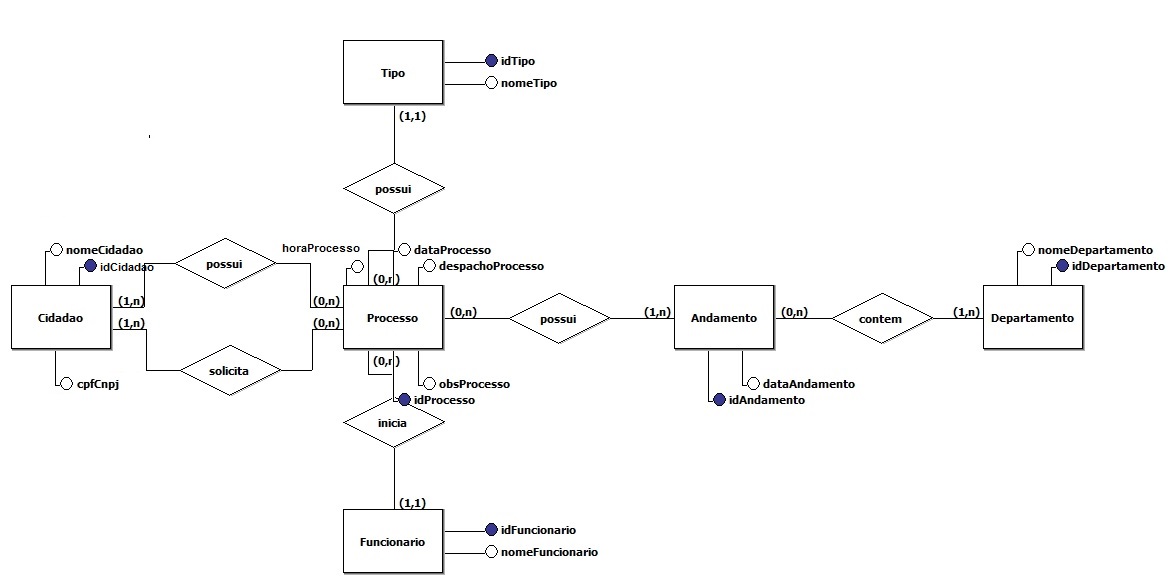 idTipo
Tipo
nomeTipo
(1,1)
possui
horaProcesso
nomeCidadao
dataProcesso
nomeDepartamento
possui
idCidadao
despachoProcesso
idDepartamento
(0,n)
(1,n)
(0,n)
(0,n)
(1,n)
(0,n)
(1,n)
Cidadao
Processo
possui
Andamento
contem
Departamento
(1,n)
(0,n)
(0,n)
solicita
cpfCnpj
obsProcesso
dataAndamento
idProcesso
idAndamento
inicia
(1,1)
idFuncionario
Funcionario
nomeFuncionario